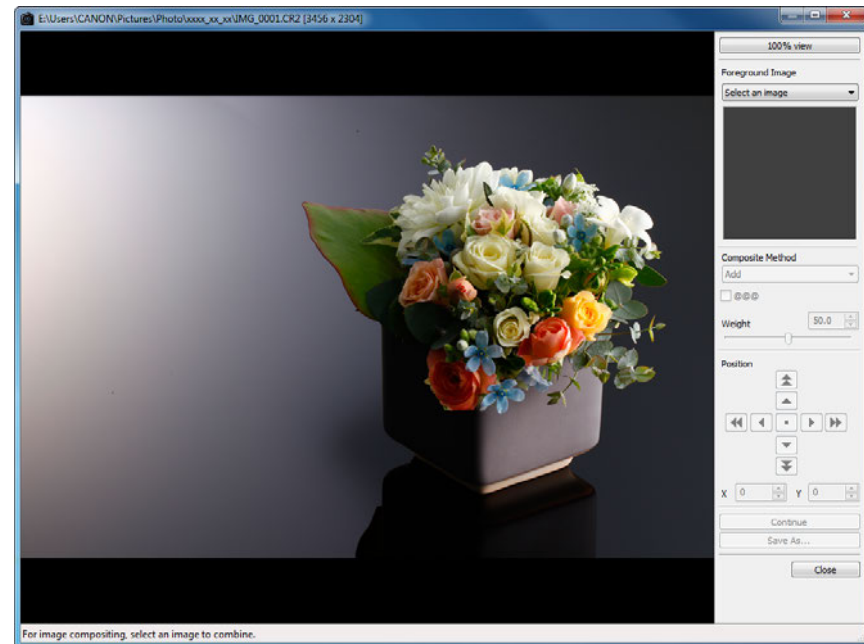 E:\Users\CANON\Pictures\Photo\xxxx_xx_xx\IMG_0001.CR2 [3456 x 2304]
100% view
Foreground Image
Select an image
Composite Method
Add
@@@
Weight 50.0
Position
X 0 Y 0
Continue
Save As...
Close
For image compositing, select an image to combine.